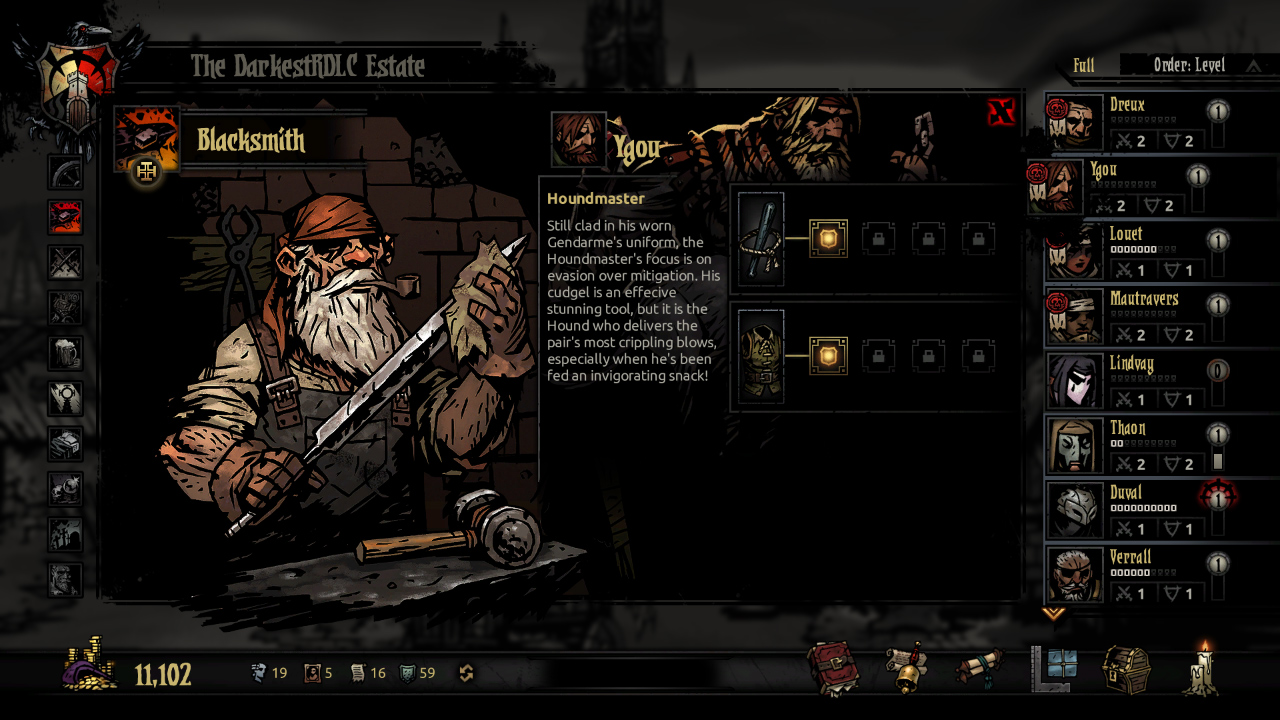 The DarkestRDLC Estate
Full
Order: Level
Blacksmith
Ygou
Houndmaster
Still clad in his worn
Gendarme's uniform, the
Houndmaster's focus is on
evasion over mitigation. His
cudgel is an effecive
stunning tool, but it is the
Hound who delivers the
pair's most crippling blows,
especially when he's been
fed an invigorating snack!
Dreux
1
2 2
Ygou
1
2 2
Louet
1
1 1
Mautravers
1
2 2
Lindvay
0
1 1
Thaon
1
2 2
Duval
1
1 1
Verrall
1
1 1
11,102
19 5 16 59